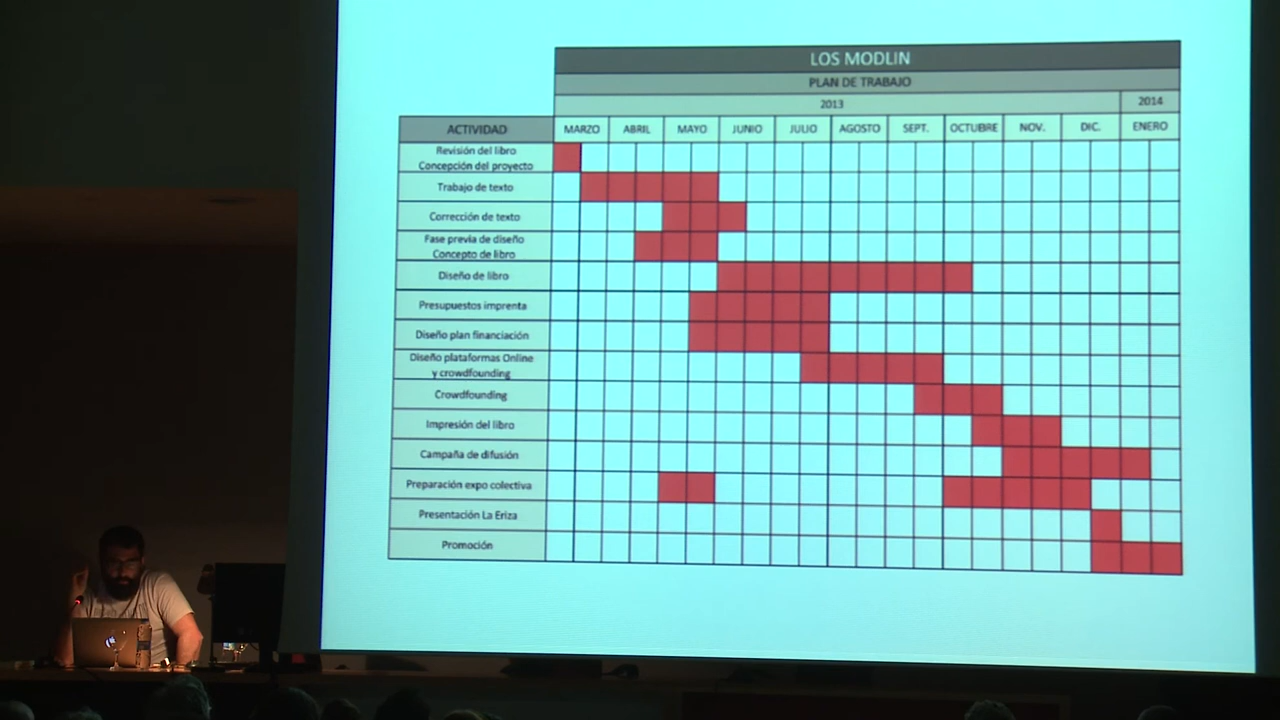 LOS MODLIN
PLAN DE TRABAJO
2013 2014
ACTIVIDAD MARZO ABRIL MAYO JUNIO JULIO AGOSTO SEPT. OCTUBRE NOV. DIC. ENERO
Revisión del libro
Concepción del proyecto
Trabajo de texto
Corrección de texto
Fase previa de diseño
Concepto de libro
Diseño de libro
Presupuestos imprenta
Diseño plan financiación
Diseño plataformas Online
y crowdfounding
Crowdfounding
Impresión del libro
Campaña de difusión
Preparación expo colectiva
Presentación La Eriza
Promoción